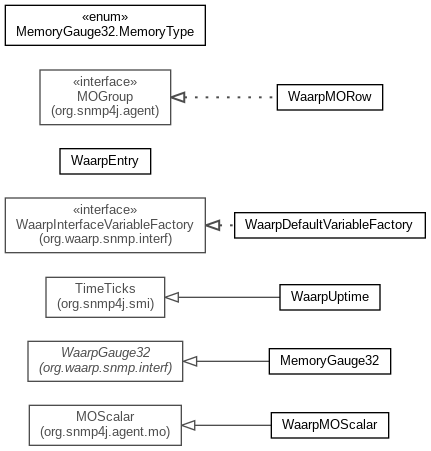 «enum»
MemoryGauge32.MemoryType
«interface»
MOGroup
(org.snmp4j.agent)
WaarpMORow
WaarpEntry
«interface»
WaarpInterfaceVariableFactory
(org.waarp.snmp.interf)
WaarpDefaultVariableFactory
TimeTicks
(org.snmp4j.smi)
WaarpUptime
WaarpGauge32
(org.waarp.snmp.interf)
MemoryGauge32
MOScalar
(org.snmp4j.agent.mo)
WaarpMOScalar